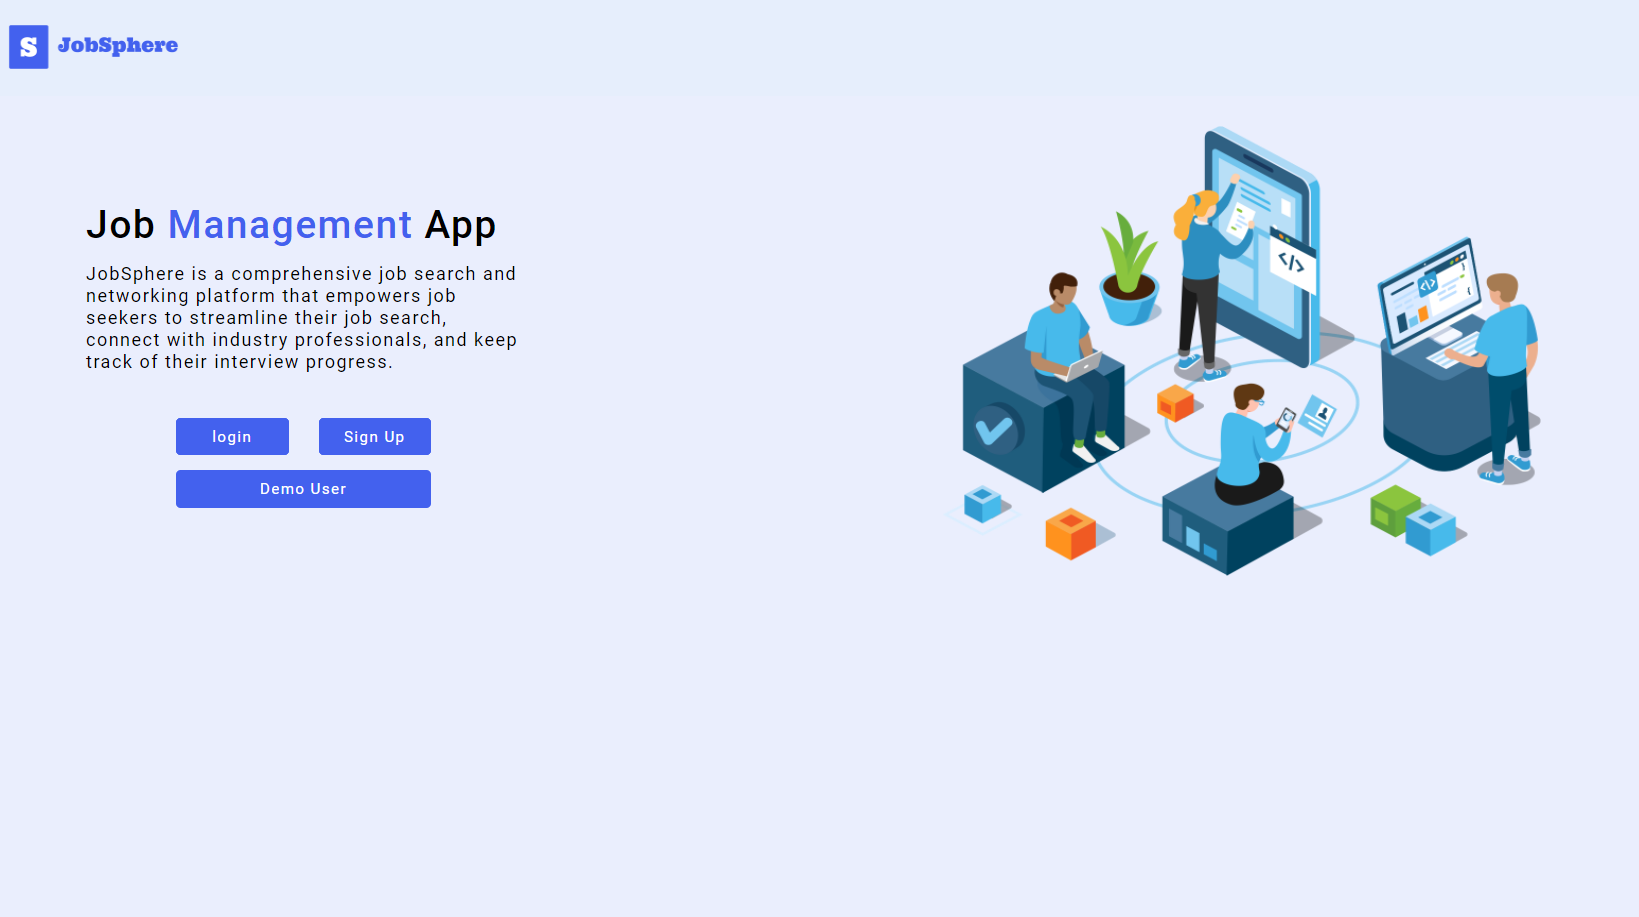 S JobSphere
Job Management App
JobSphere is a comprehensive job search and
networking platform that empowers job
seekers to streamline their job search,
connect with industry professionals, and keep
track of their interview progress.
login Sign Up
Demo User